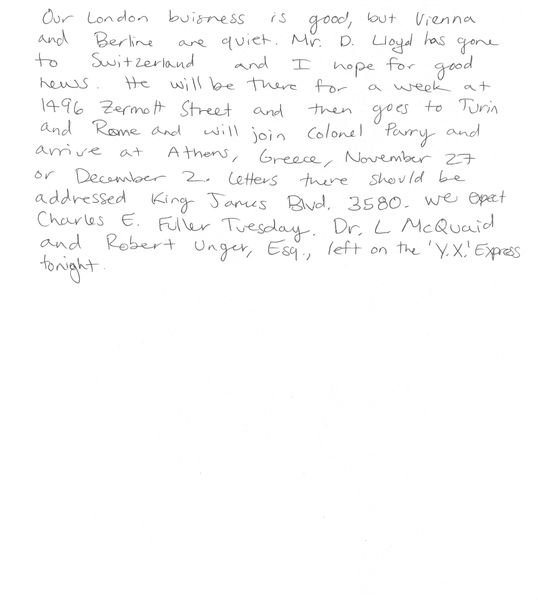 Our London buisness is good, but Vienna
and Berline are quiet. Mr. D. Lloyd has gone
to Switzerland and I hope for good
news. He will be there for a week at
1496 Zermott Street and then goes to Turin
and Rome and will join Colonel Parry and
arrive at Athens, Greece, November 27
or December 2. Letters there should be
addressed King James Blvd. 3580. We expect
Charles E. Fuller Tuesday. Dr. L McQuaid
and Robert Unger, Esq., left on the 'Y.X.' Express
tonight.